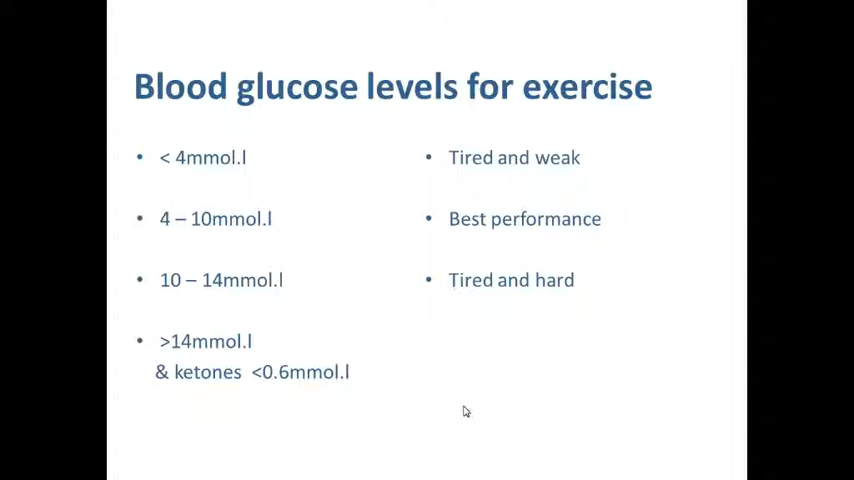 Blood glucose levels for exercise
• < 4mmol.l
• Tired and weak
• 4 – 10mmol.l
• Best performance
• 10 – 14mmol.l
• Tired and hard
• >14mmol.l
& ketones <0.6mmol.l